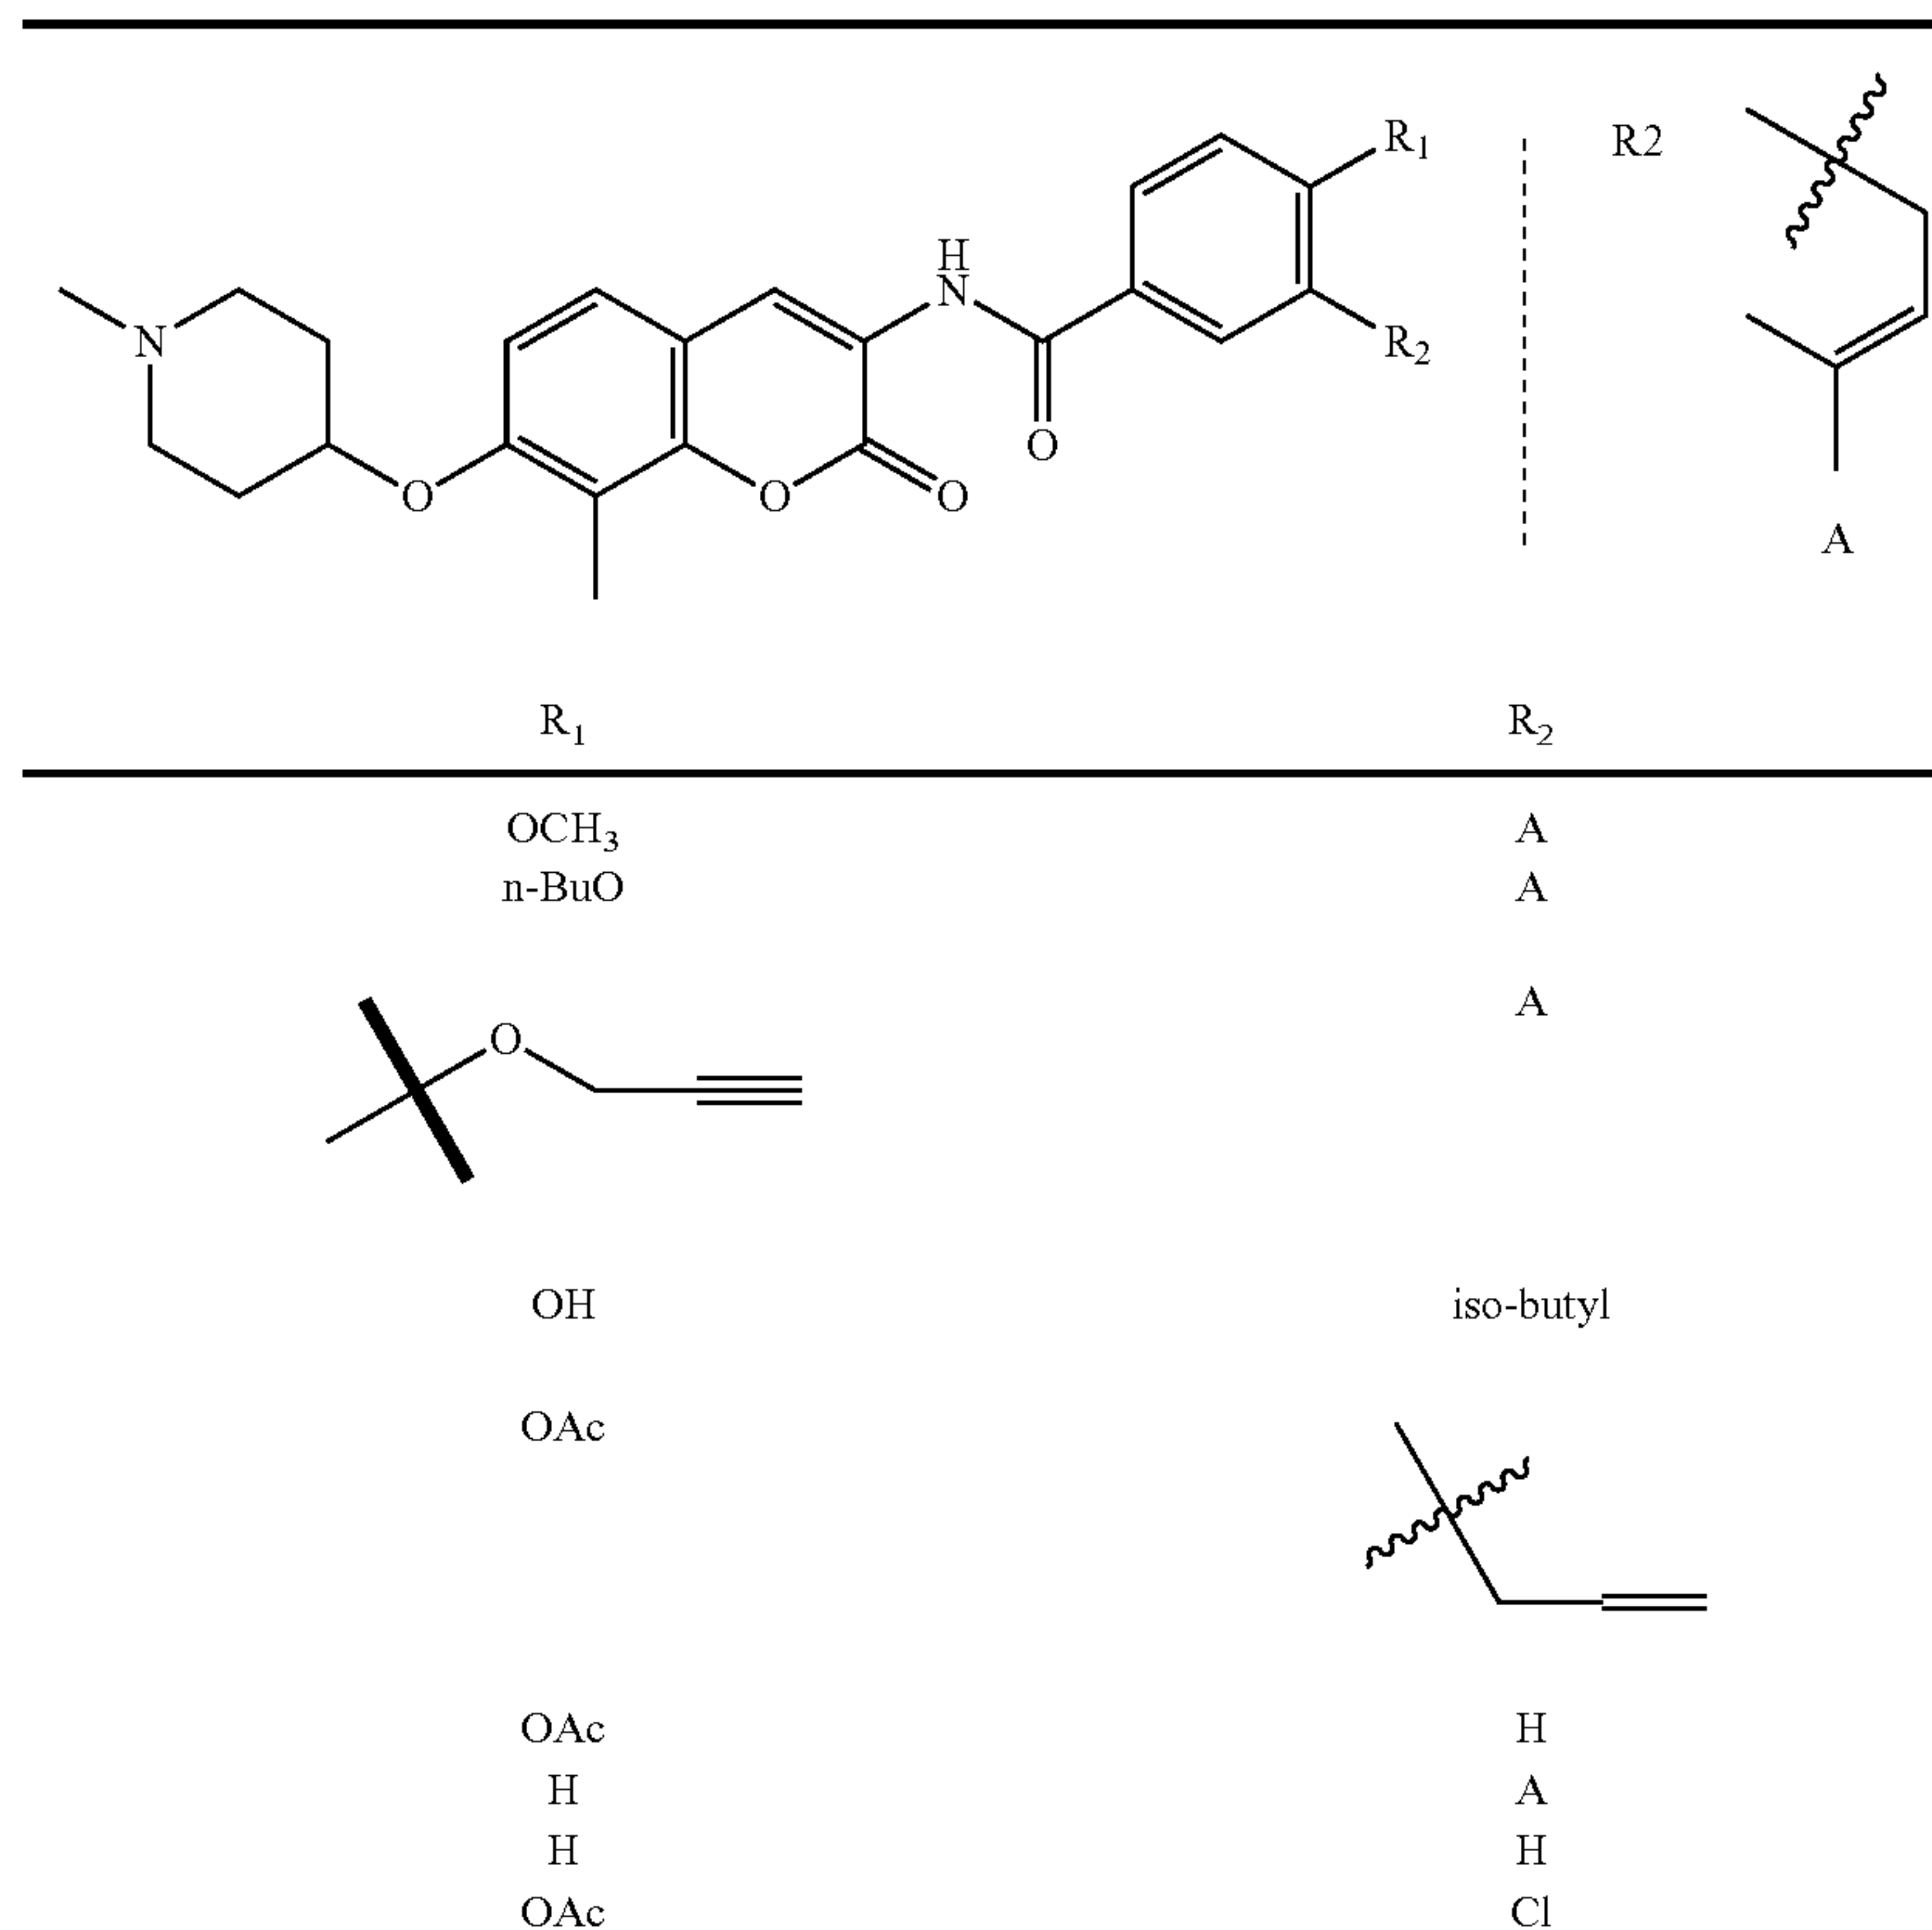 R₁
R2
H
N
N
R₂
O
O
O
O
A
R₁ R₂
OCH₃ A
n-BuO A
A
O
OH iso-butyl
OAc
OAc H
H A
H H
OAc Cl